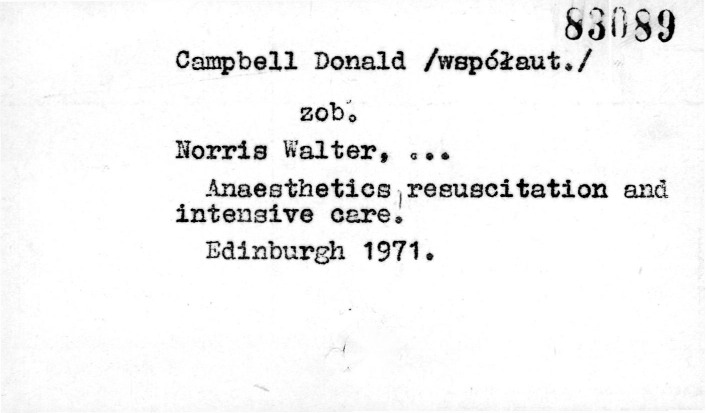 83089
Campbell Donald /współaut./
zob.
Norris Walter, ...
Anaesthetics, resuscitation and
intensive care.
Edinburgh 1971.